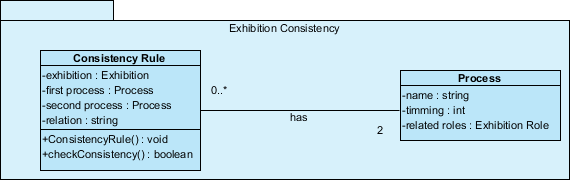 Exhibition Consistency
Consistency Rule
-exhibition : Exhibition
-first process : Process
-second process : Process
-relation : string
+ConsistencyRule() : void
+checkConsistency() : boolean
0..*
has
2
Process
-name : string
-timming : int
-related roles : Exhibition Role